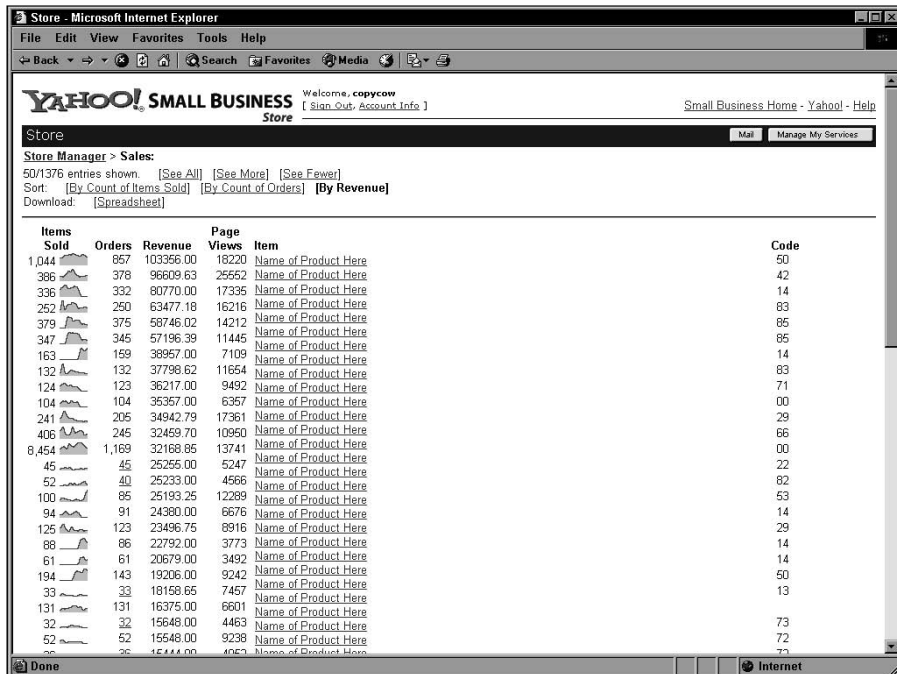 Store - Microsoft Internet Explorer
File Edit View Favorites Tools Help
Back Search Favorites Media
YAHOO! SMALL BUSINESS Store
Welcome, copycow
[ Sign Out, Account Info ]
Small Business Home - Yahoo! - Help
Store Mail Manage My Services
Store Manager > Sales:
50/1376 entries shown. [See All] [See More] [See Fewer]
Sort: [By Count of Items Sold] [By Count of Orders] [By Revenue]
Download: [Spreadsheet]
Items Sold Orders Revenue Page Views Item Code
1,044 857 103356.00 18220 Name of Product Here 50
386 378 96609.63 25552 Name of Product Here 42
336 332 80770.00 17335 Name of Product Here 14
252 250 63477.18 16216 Name of Product Here 83
379 375 58746.02 14212 Name of Product Here 85
347 345 57196.39 11445 Name of Product Here 85
163 159 38957.00 7109 Name of Product Here 14
132 132 37798.62 11654 Name of Product Here 83
124 123 36217.00 9492 Name of Product Here 71
104 104 35357.00 6357 Name of Product Here 00
241 205 34942.79 17361 Name of Product Here 29
406 245 32459.70 10950 Name of Product Here 66
8,454 1,169 32168.85 13741 Name of Product Here 00
45 45 25255.00 5247 Name of Product Here 22
52 40 25233.00 4566 Name of Product Here 82
100 85 25193.25 12289 Name of Product Here 53
94 91 24380.00 6676 Name of Product Here 14
125 123 23496.75 8916 Name of Product Here 29
88 86 22792.00 3773 Name of Product Here 14
61 61 20679.00 3492 Name of Product Here 14
194 143 19206.00 9242 Name of Product Here 50
33 33 18158.65 7457 Name of Product Here 13
131 131 16375.00 6601 Name of Product Here
32 32 15648.00 4463 Name of Product Here 73
52 52 15548.00 9238 Name of Product Here 72
Name of Product Here
Done Internet